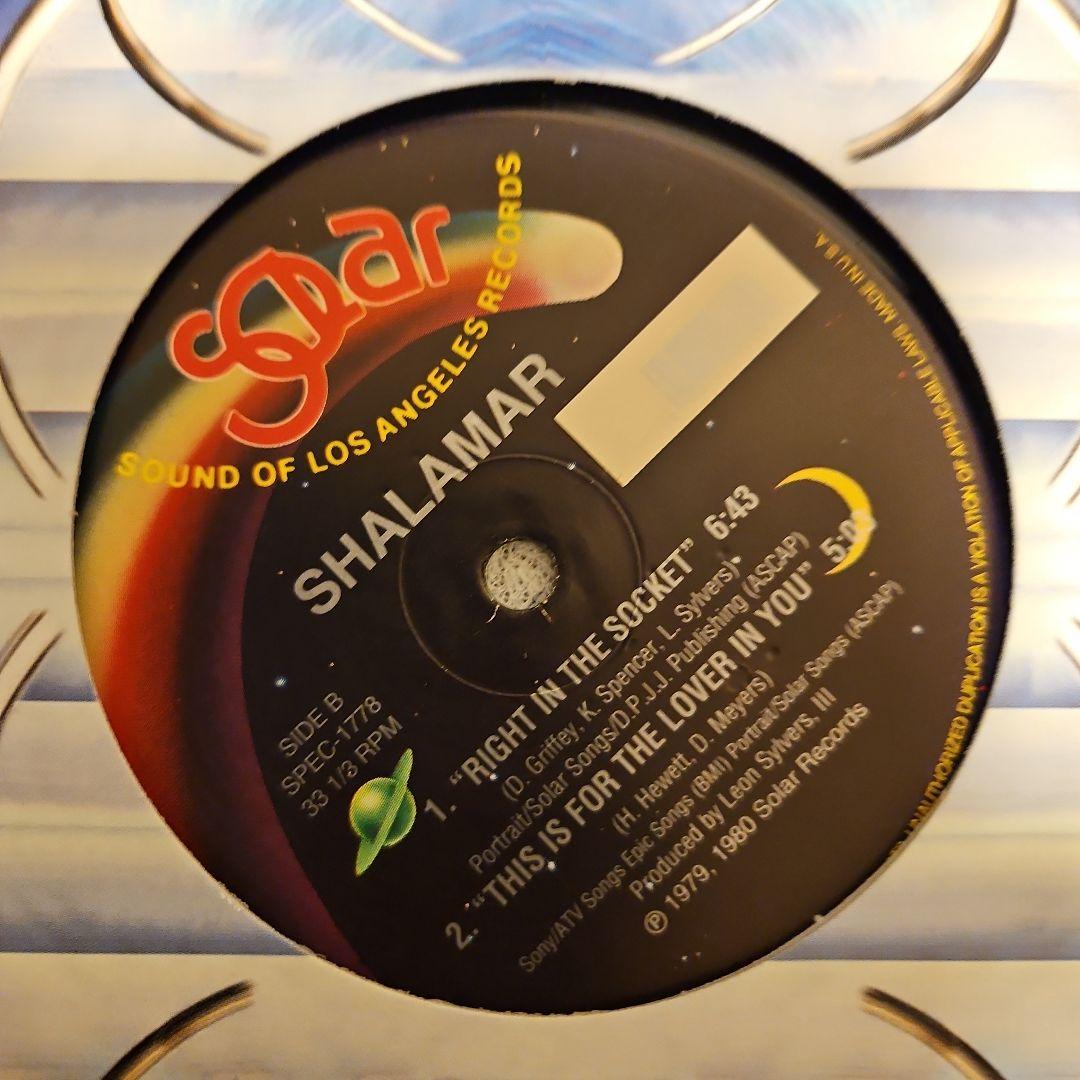 solar
SOUND OF LOS ANGELES RECORDS
SHALAMAR
SIDE B
SPEC-1778
33 1/3 RPM
1. "RIGHT IN THE SOCKET" 6:43
(D. Griffey, K. Spencer, L. Sylvers)
Portrait/Solar Songs/D.P.J.J. Publishing (ASCAP)
2. "THIS IS FOR THE LOVER IN YOU"
(H. Hewett, D. Meyers)
Sony/ATV Songs Epic Songs (BMI) Portrait/Solar Songs (ASCAP)
Produced by Leon Sylvers, III
℗ 1979, 1980 Solar Records
DUPLICATION IS A VIOLATION OF APPLICABLE LAWS MADE IN U.S.A.